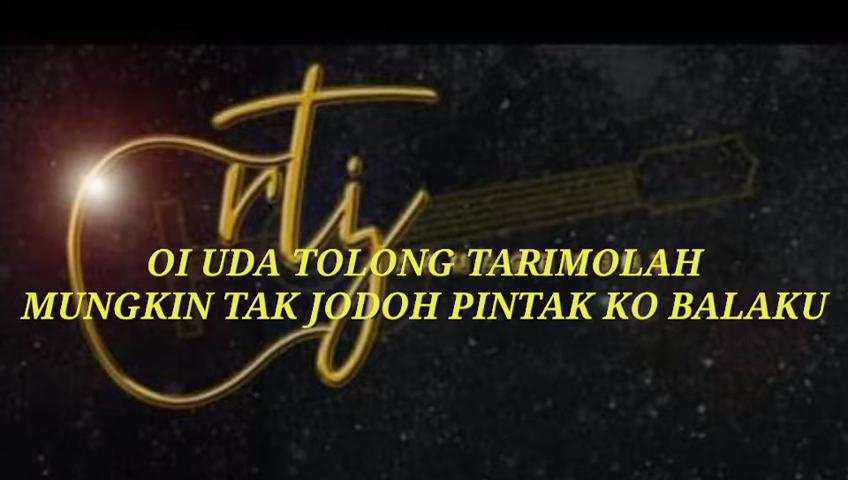 OI UDA TOLONG TARIMOLAH
MUNGKIN TAK JODOH PINTAK KO BALAKU